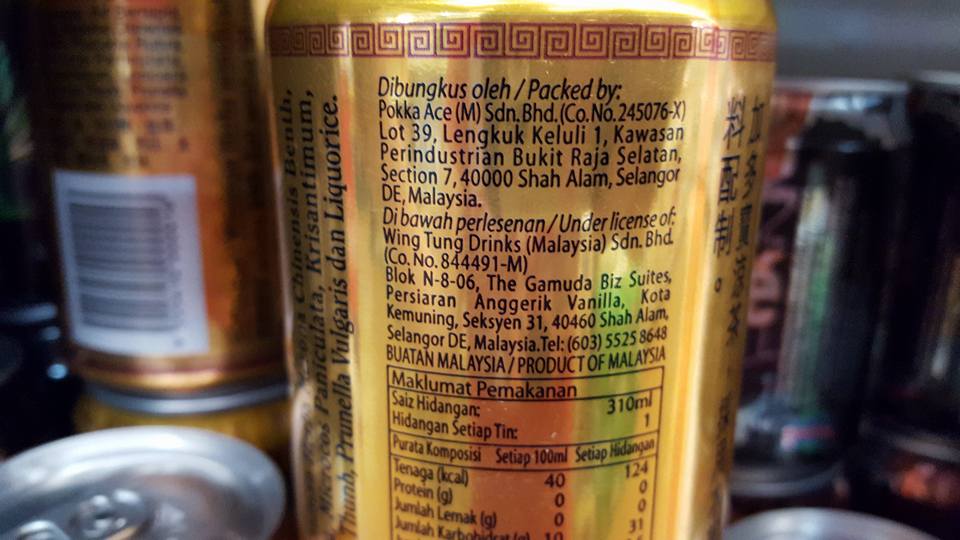 Dibungkus oleh / Packed by:
Pokka Ace (M) Sdn. Bhd. (Co. No. 245076-X)
Lot 39, Lengkuk Keluli 1, Kawasan
Perindustrian Bukit Raja Selatan,
Section 7, 40000 Shah Alam, Selangor
DE, Malaysia.
Di bawah perlesenan / Under license of:
Wing Tung Drinks (Malaysia) Sdn. Bhd.
(Co. No. 844491-M)
Blok N-8-06, The Gamuda Biz Suites,
Persiaran Anggerik Vanilla, Kota
Kemuning, Seksyen 31, 40460 Shah Alam,
Selangor DE, Malaysia. Tel: (603) 5525 8648
BUATAN MALAYSIA / PRODUCT OF MALAYSIA
Maklumat Pemakanan
Saiz Hidangan: 310ml
Hidangan Setiap Tin: 1
Purata Komposisi Setiap 100ml Setiap Hidangan
Tenaga (kcal) 40 124
Protein (g) 0 0
Jumlah Lemak (g) 0 0
Jumlah Karbohidrat (g) 10 31
Chinensis Benth,
Microcos Paniculata, Krisantimum,
Thunb, Prunella Vulgaris dan Liquorice.